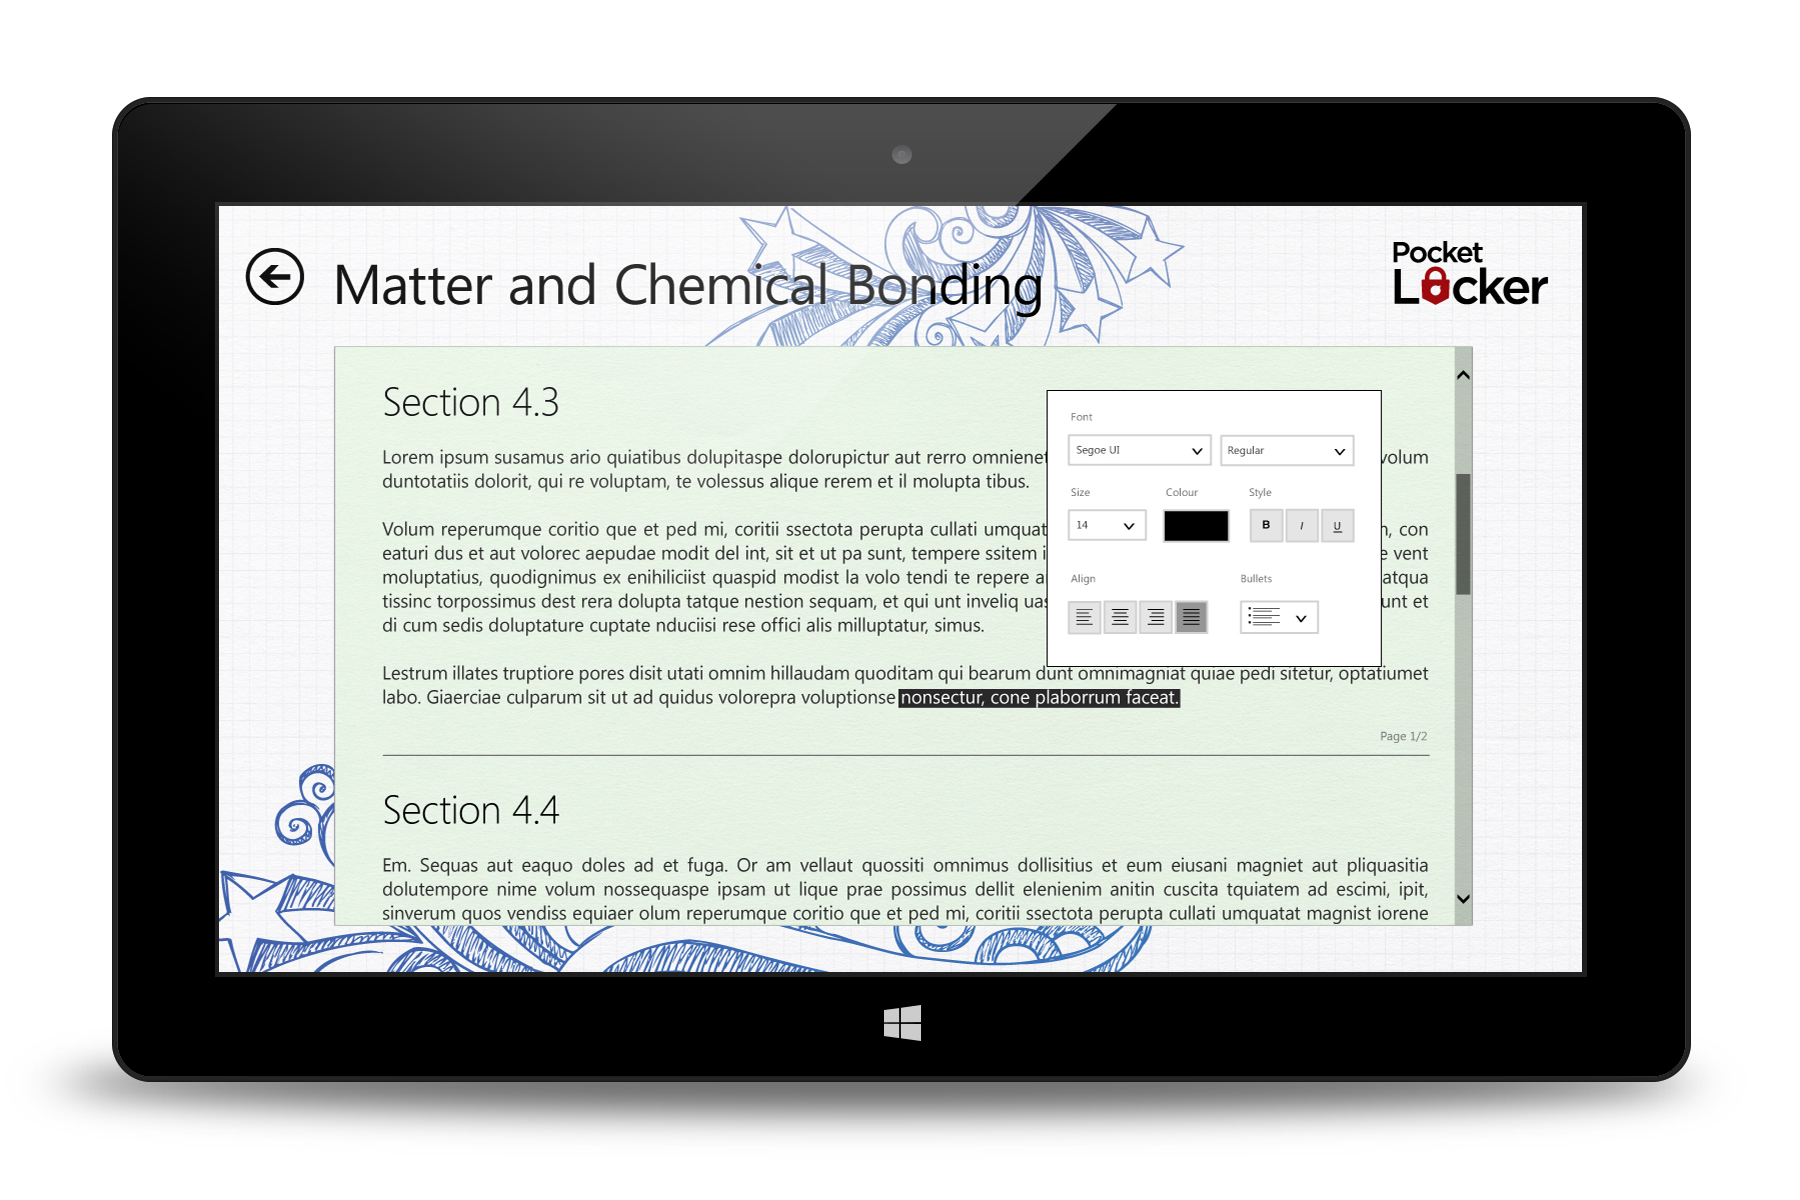 Matter and Chemical Bonding
Pocket
Locker
Section 4.3
Lorem ipsum susamus ario quiatibus dolupitaspe dolorupictur aut rerro omnienet volum
duntotatiis dolorit, qui re voluptam, te volessus alique rerem et il molupta tibus.
Volum reperumque coritio que et ped mi, coritii ssectota perupta cullati umquat con
eaturi dus et aut volorec aepudae modit del int, sit et ut pa sunt, tempere ssitem vent
moluptatius, quodignimus ex enihiliciist quaspid modist la volo tendi te repere
tissinc torpossimus dest rera dolupta tatque nestion sequam, et qui unt inveliq et
di cum sedis doluptature cuptate nduciisi rese offici alis milluptatur, simus.
Lestrum illates truptiore pores disit utati omnim hillaudam quoditam qui bearum dunt omnimagniat quiae pedi sitetur, optatiumet
labo. Giaerciae culparum sit ut ad quidus volorepra voluptionse nonsectur, cone plaborrum faceat.
Page 1/2
Font
Segoe UI
Regular
Size
Colour
Style
14
B
I
U
Align
Bullets
Section 4.4
Em. Sequas aut eaquo doles ad et fuga. Or am vellaut quossiti omnimus dollisitius et eum eiusani magniet aut pliquasitia
dolutempore nime volum nossequaspe ipsam ut lique prae possimus dellit elenienim anitin cuscita tquiatem ad escimi, ipit,
sinverum quos vendiss equiaer olum reperumque coritio que et ped mi, coritii ssectota perupta cullati umquatat magnist iorene